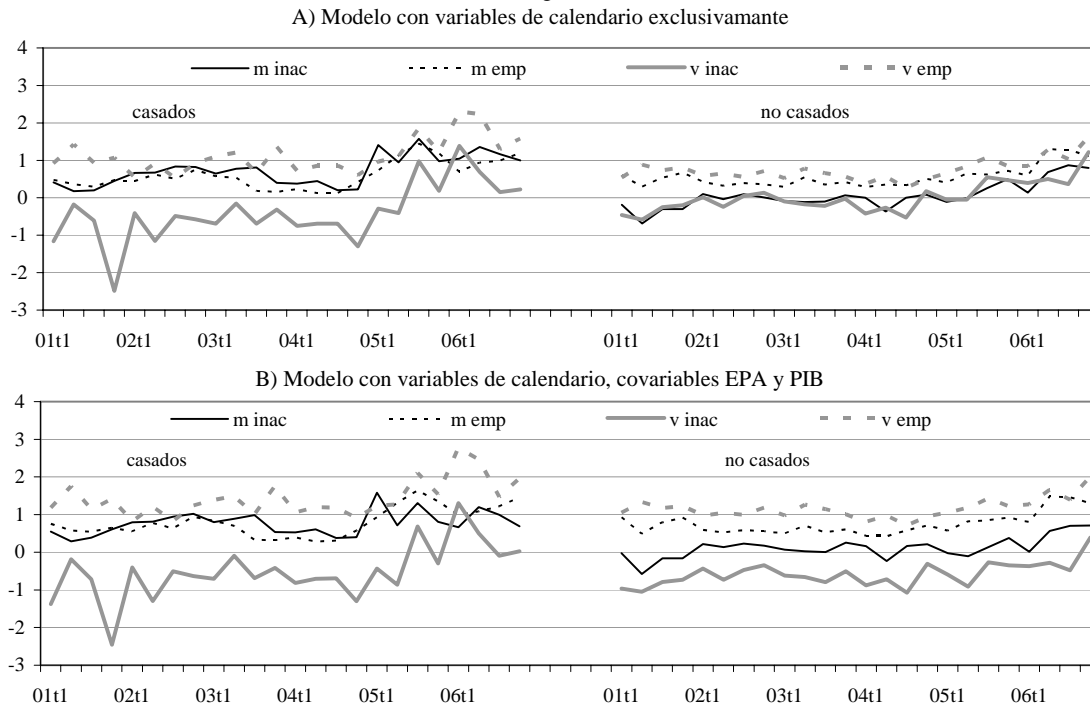 A) Modelo con variables de calendario exclusivamante
4
3
2
1
0
-1
-2
-3
m inac m emp v inac v emp
casados no casados
01t1 02t1 03t1 04t1 05t1 06t1 01t1 02t1 03t1 04t1 05t1 06t1
B) Modelo con variables de calendario, covariables EPA y PIB
4
3
2
1
0
-1
-2
-3
m inac m emp v inac v emp
casados no casados
01t1 02t1 03t1 04t1 05t1 06t1 01t1 02t1 03t1 04t1 05t1 06t1